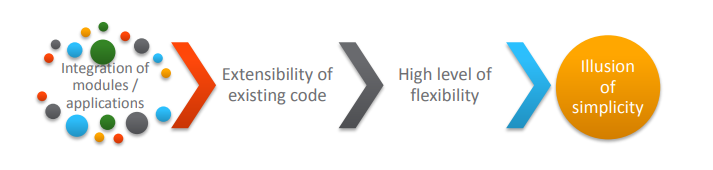 Integration of
modules /
applications
Extensibility of
existing code
High level of
flexibility
Illusion
of
simplicity